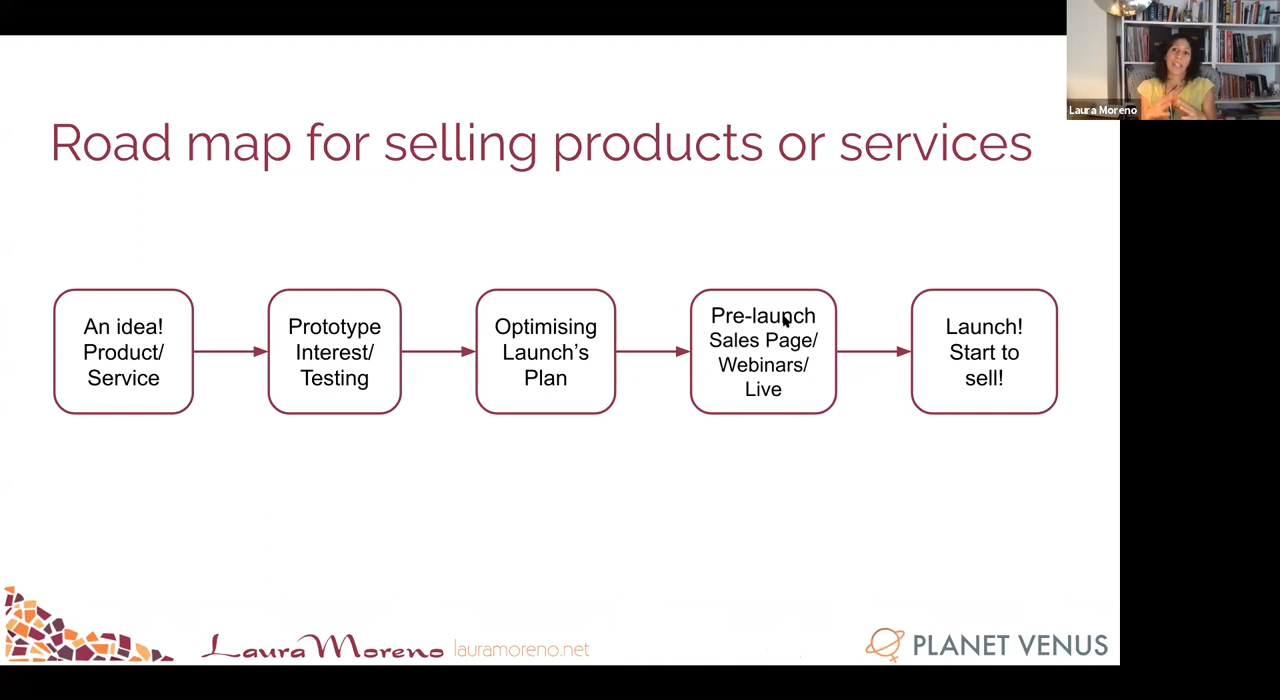 Laura Moreno
Road map for selling products or services
An idea!
Product/
Service
Prototype
Interest/
Testing
Optimising
Launch's
Plan
Pre-launch
Sales Page/
Webinars/
Live
Launch!
Start to
sell!
Laura Moreno lauramoreno.net
PLANET VENUS